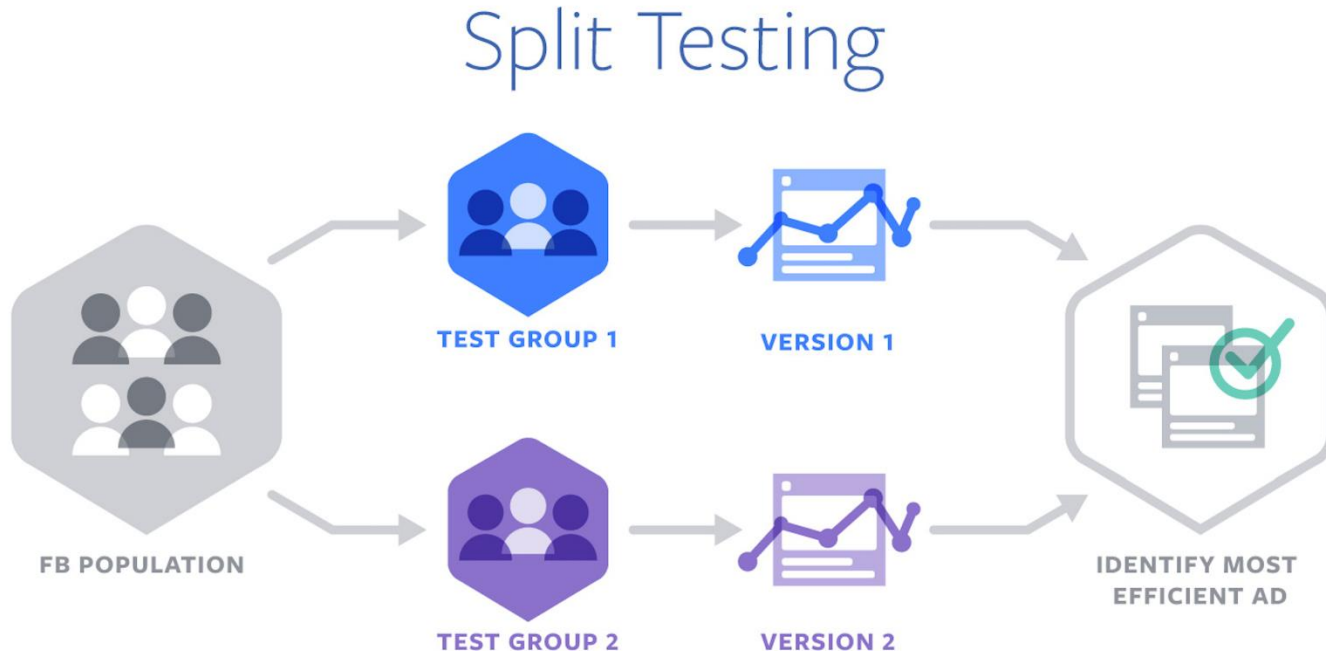 Split Testing
TEST GROUP 1
VERSION 1
FB POPULATION
IDENTIFY MOST
EFFICIENT AD
TEST GROUP 2
VERSION 2